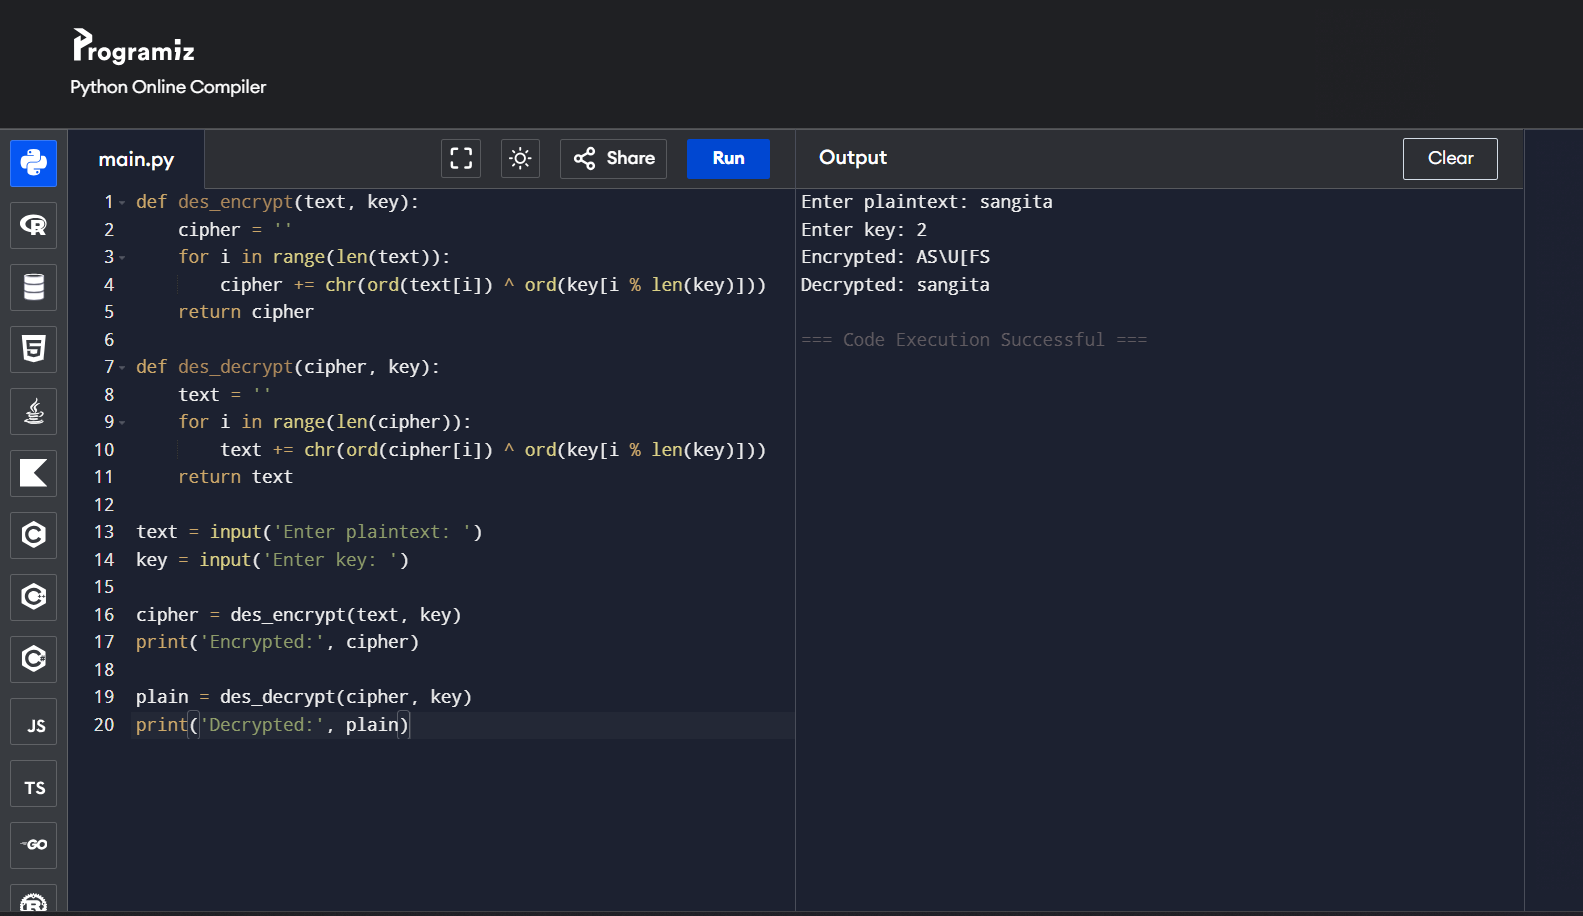 Programiz
Python Online Compiler
main.py
Share
Run
Output
Clear
1 def des_encrypt(text, key):
2     cipher = ''
3     for i in range(len(text)):
4         cipher += chr(ord(text[i]) ^ ord(key[i % len(key)]))
5     return cipher
6
7 def des_decrypt(cipher, key):
8     text = ''
9     for i in range(len(cipher)):
10         text += chr(ord(cipher[i]) ^ ord(key[i % len(key)]))
11     return text
12
13 text = input('Enter plaintext: ')
14 key = input('Enter key: ')
15
16 cipher = des_encrypt(text, key)
17 print('Encrypted:', cipher)
18
19 plain = des_decrypt(cipher, key)
20 print('Decrypted:', plain)
Enter plaintext: sangita
Enter key: 2
Encrypted: AS\U[FS
Decrypted: sangita
=== Code Execution Successful ===
R
5
C
C
C
JS
TS
GO
R